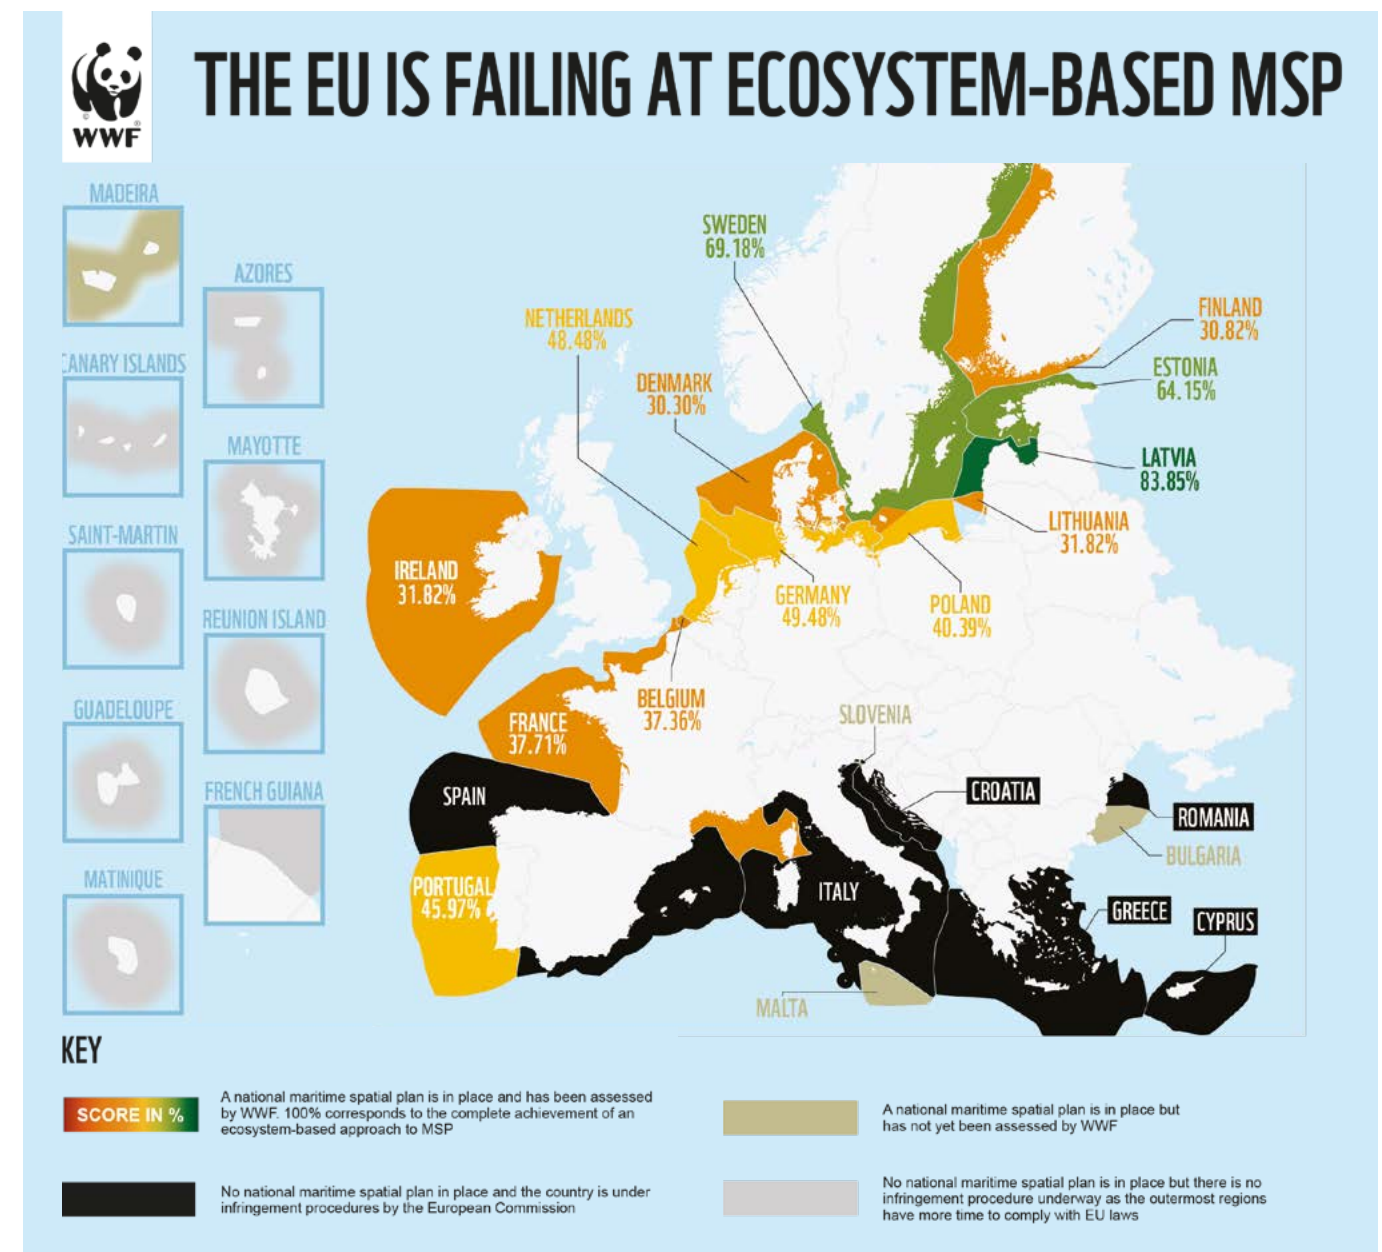 THE EU IS FAILING AT ECOSYSTEM-BASED MSP
©
®
WWF
MADEIRA
AZORES
CANARY ISLANDS
MAYOTTE
SAINT-MARTIN
REUNION ISLAND
GUADELOUPE
FRENCH GUIANA
MATINIQUE
SWEDEN
69.18%
NETHERLANDS
48.48%
DENMARK
30.30%
FINLAND
30.82%
ESTONIA
64.15%
LATVIA
83.85%
LITHUANIA
31.82%
IRELAND
31.82%
GERMANY
49.48%
POLAND
40.39%
BELGIUM
37.36%
FRANCE
37.71%
SLOVENIA
SPAIN
CROATIA
ROMANIA
BULGARIA
PORTUGAL
45.97%
ITALY
GREECE
CYPRUS
MALTA
KEY
SCORE IN %
A national maritime spatial plan is in place and has been assessed
by WWF. 100% corresponds to the complete achievement of an
ecosystem-based approach to MSP
A national maritime spatial plan is in place but
has not yet been assessed by WWF
No national maritime spatial plan in place and the country is under
infringement procedures by the European Commission
No national maritime spatial plan is in place but there is no
infringement procedure underway as the outermost regions
have more time to comply with EU laws